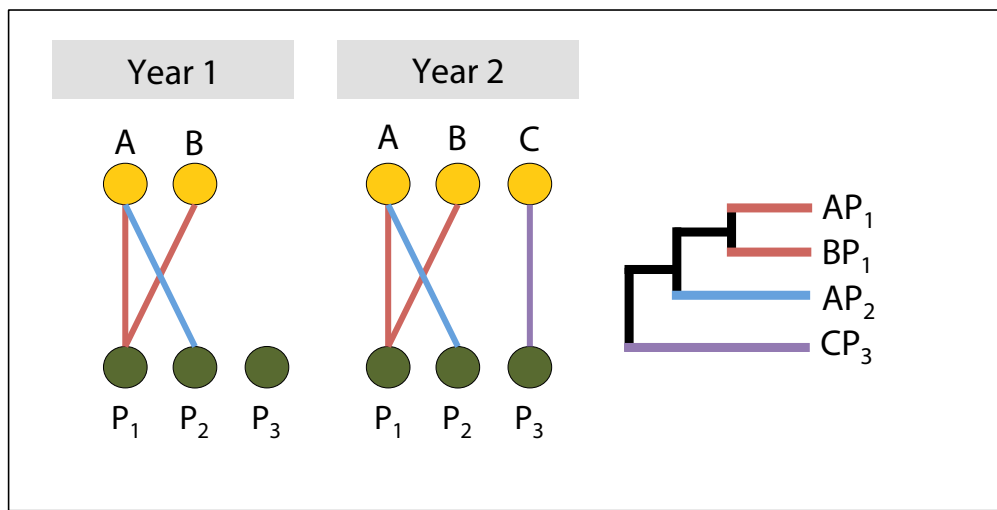 Year 1
Year 2
A B
A B C
AP₁
BP₁
AP₂
CP₃
P₁ P₂ P₃
P₁ P₂ P₃